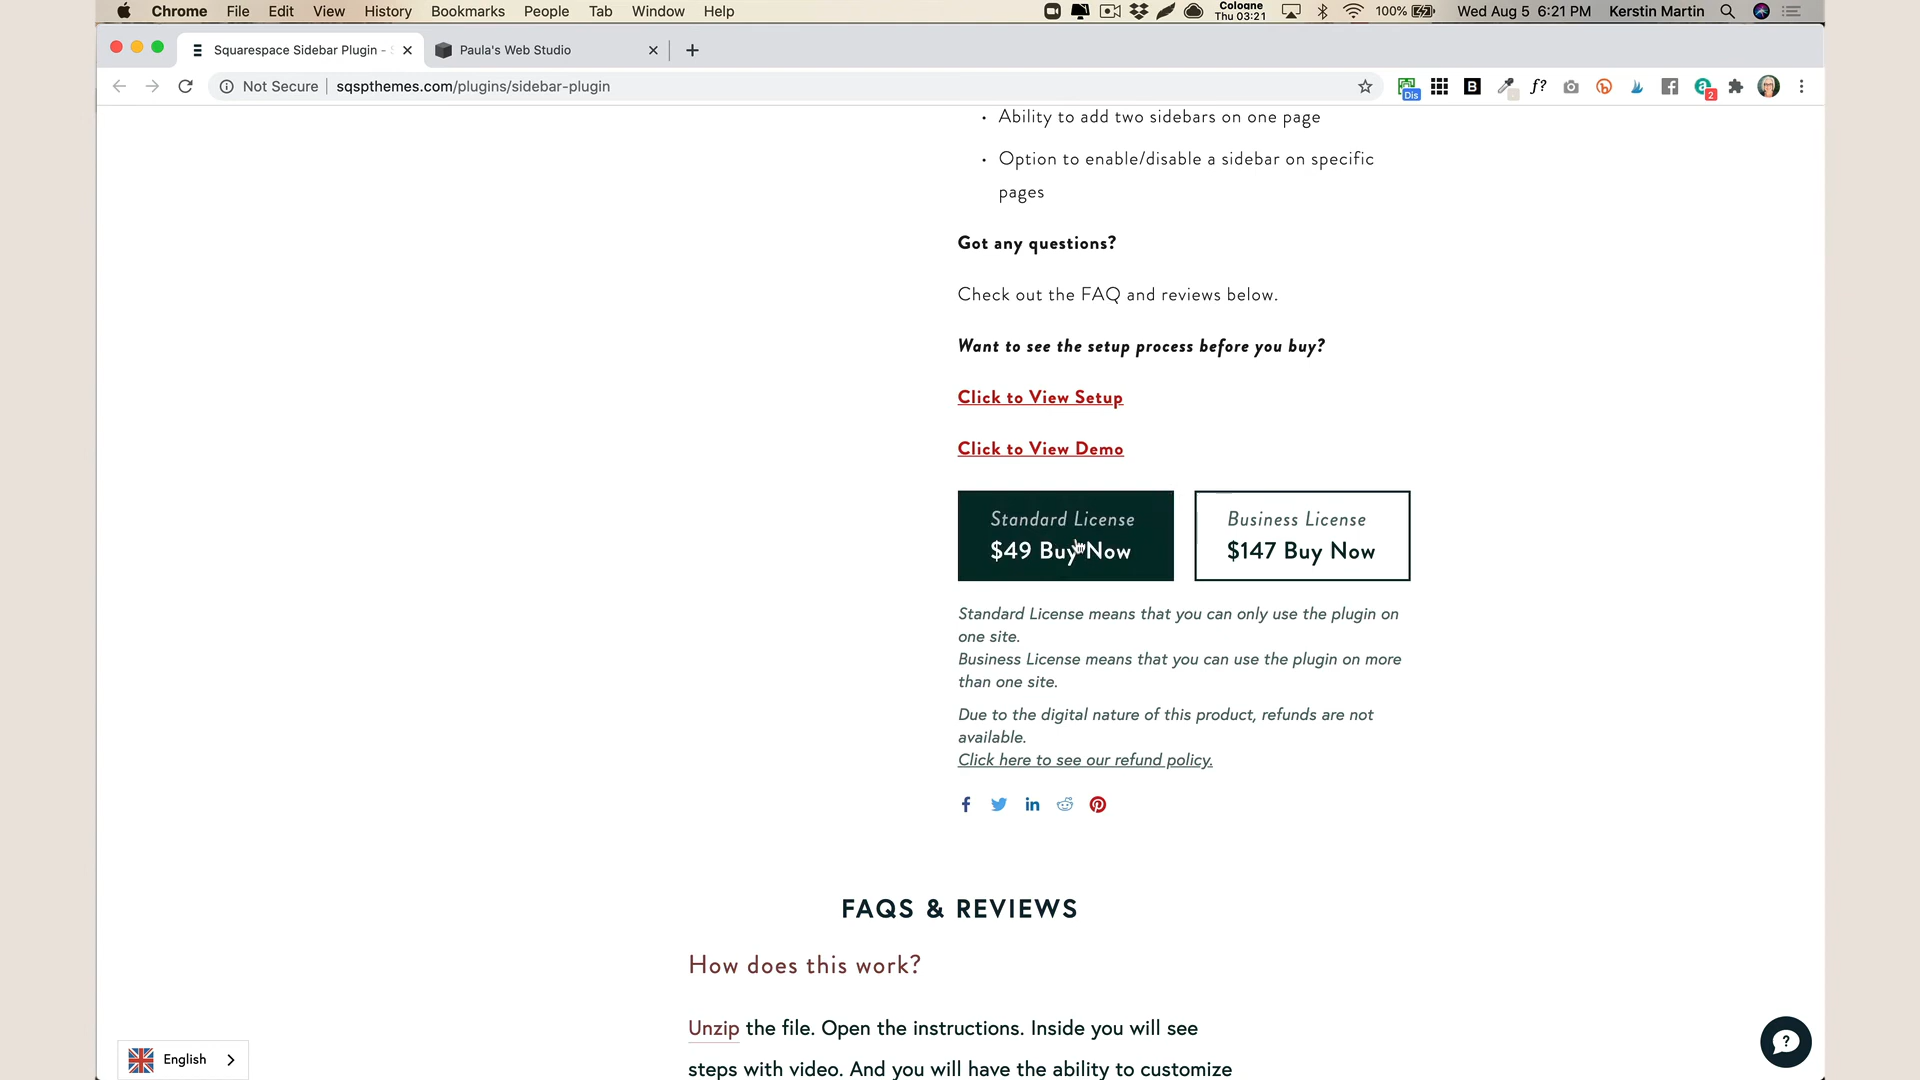 Chrome File Edit View History Bookmarks People Tab Window Help
Cologne
Thu 03:21
100%
Wed Aug 5 6:21 PM
Kerstin Martin
Squarespace Sidebar Plugin -
Paula's Web Studio
Not Secure
sqspthemes.com/plugins/sidebar-plugin
Dis
B
f?
a
2
• Ability to add two sidebars on one page
• Option to enable/disable a sidebar on specific
pages
Got any questions?
Check out the FAQ and reviews below.
Want to see the setup process before you buy?
Click to View Setup
Click to View Demo
Standard License
$49 Buy Now
Business License
$147 Buy Now
Standard License means that you can only use the plugin on
one site.
Business License means that you can use the plugin on more
than one site.
Due to the digital nature of this product, refunds are not
available.
Click here to see our refund policy.
FAQS & REVIEWS
How does this work?
Unzip the file. Open the instructions. Inside you will see
steps with video. And you will have the ability to customize
English